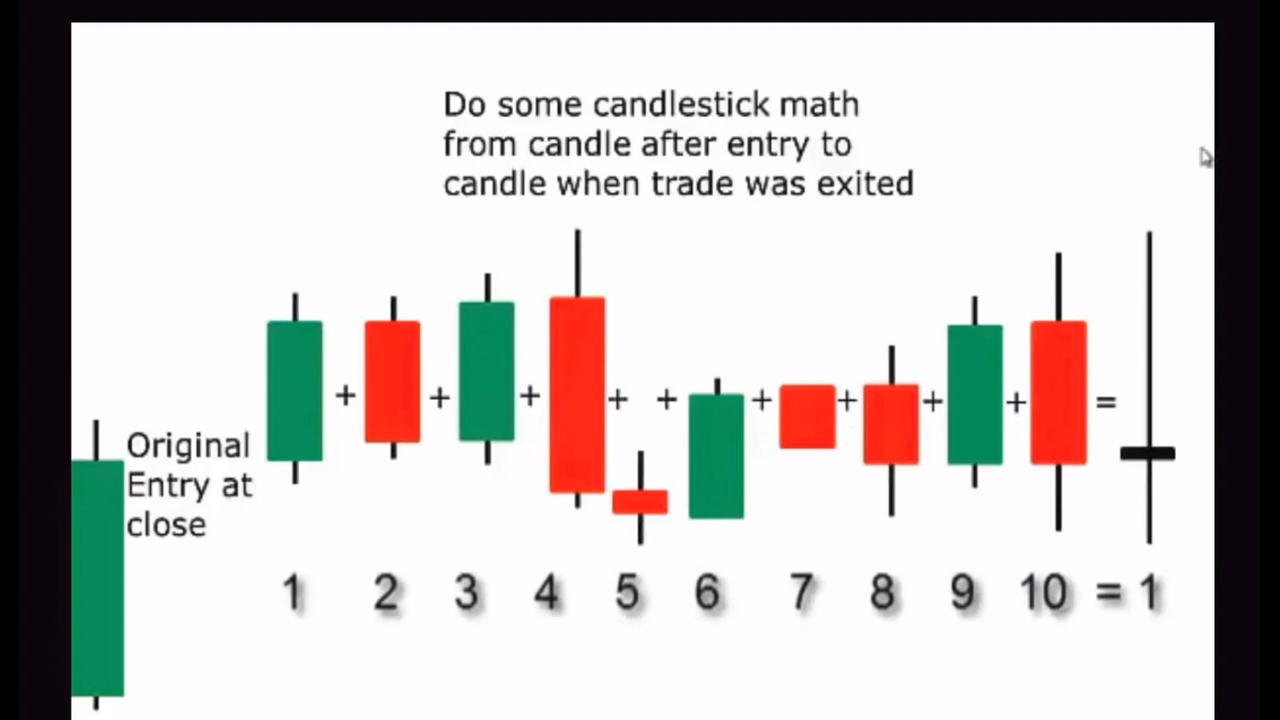 Do some candlestick math
from candle after entry to
candle when trade was exited
+ + + + + + + + + =
Original
Entry at
close
1 2 3 4 5 6 7 8 9 10 = 1